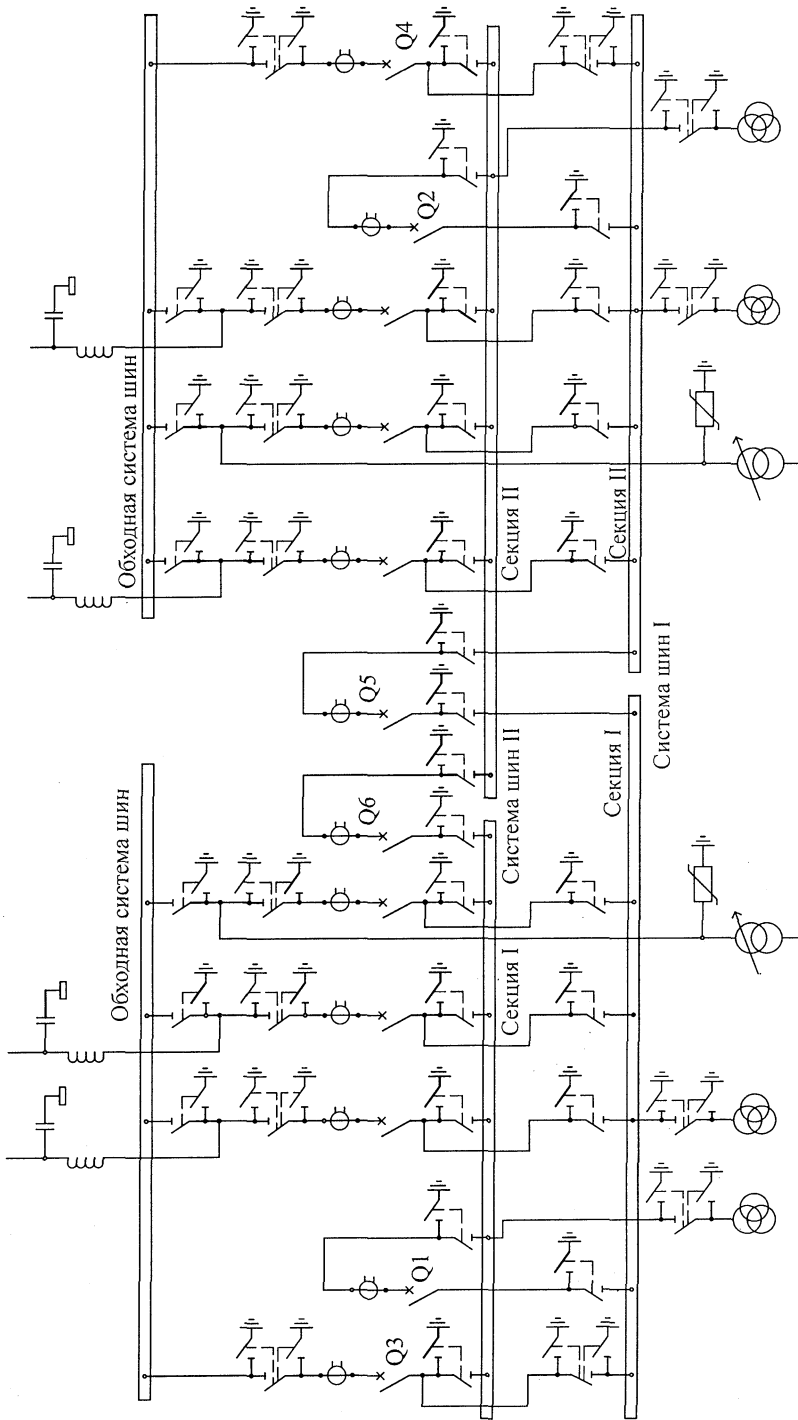 Q4
Q2
Обходная система шин
Секция II
Секция II
Q5
Система шин I
Секция I
Система шин II
Q6
Обходная система шин
Секция I
Q1
Q3